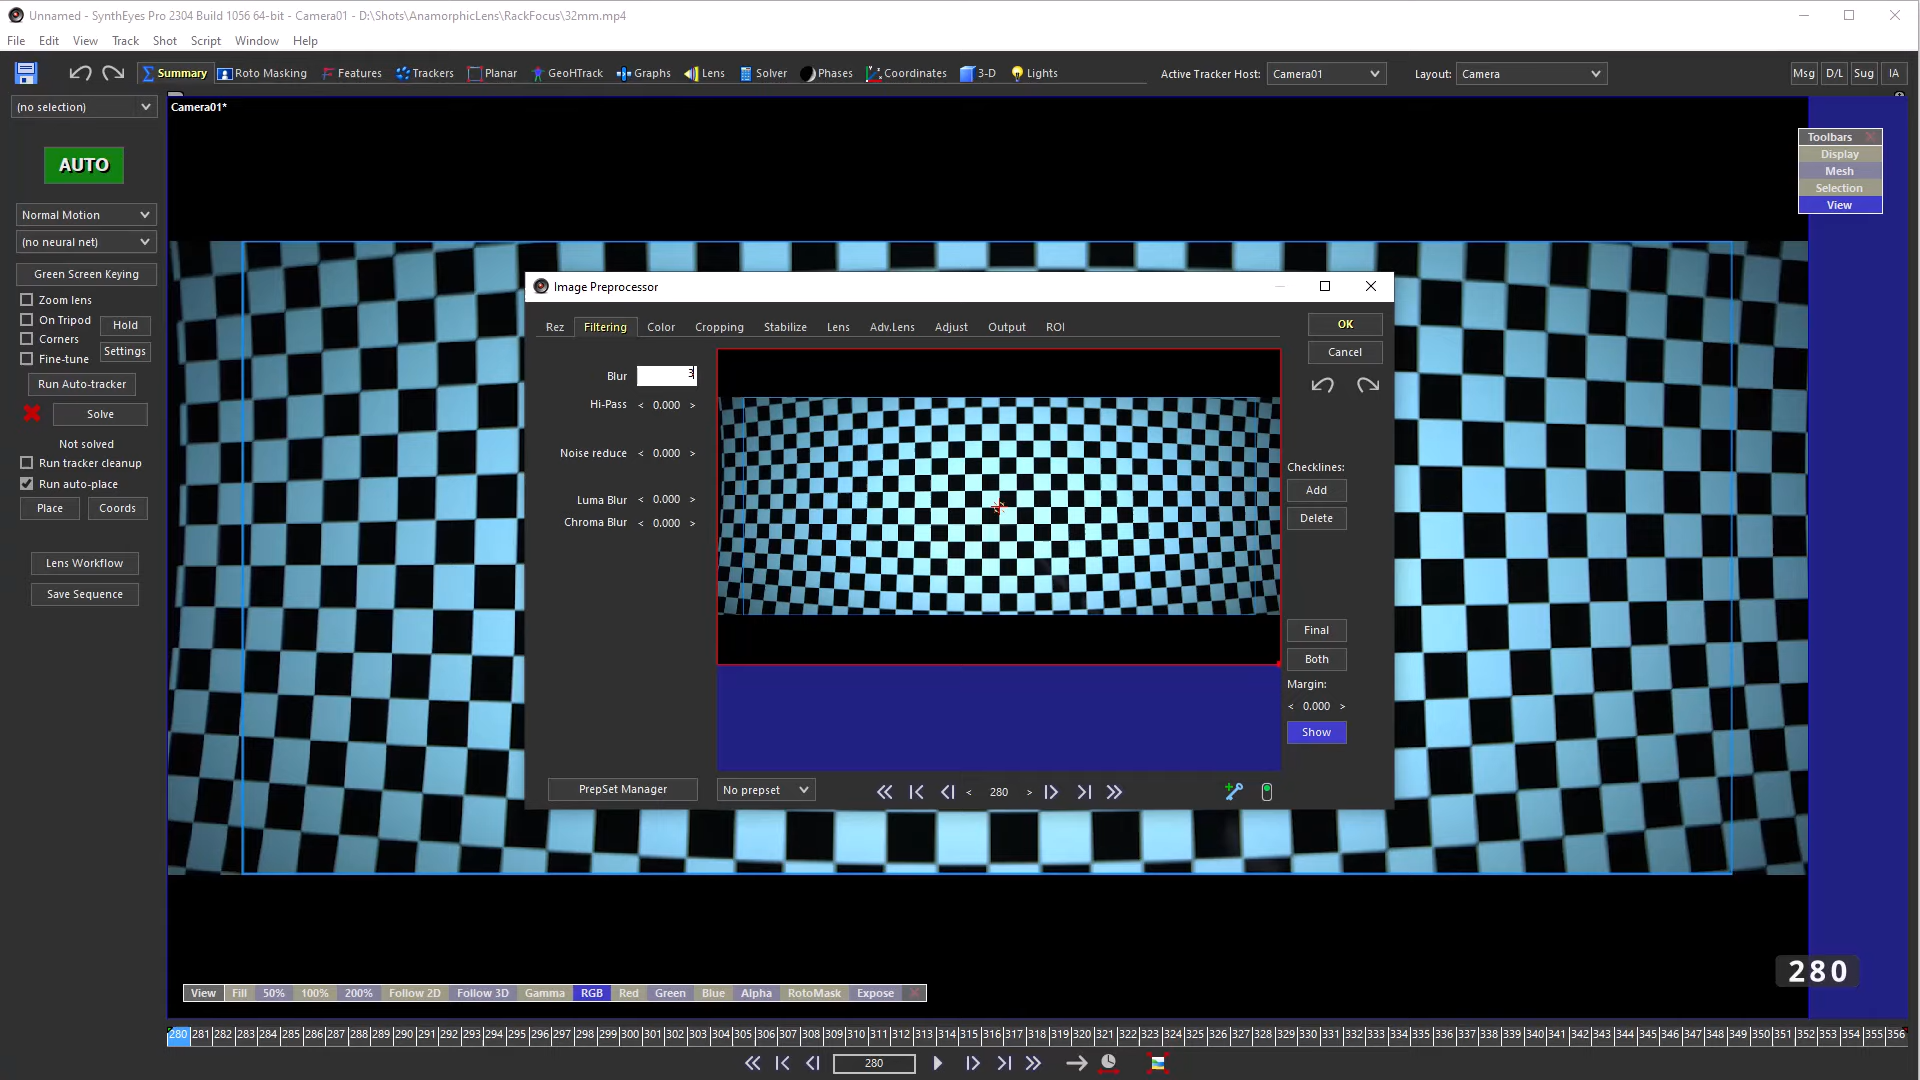 Unnamed - SynthEyes Pro 2304 Build 1056 64-bit - Camera01 - D:\Shots\AnamorphicLens\RackFocus\32mm.mp4
File Edit View Track Shot Script Window Help
Summary Roto Masking Features Trackers Planar GeoHTrack Graphs Lens Solver Phases Coordinates 3-D Lights Active Tracker Host: Camera01 Layout: Camera Msg D/L Sug IA
(no selection)
Camera01*
Toolbars
Display
Mesh
Selection
View
AUTO
Normal Motion
(no neural net)
Green Screen Keying
Zoom lens
On Tripod Hold
Corners
Fine-tune Settings
Run Auto-tracker
Solve
Not solved
Run tracker cleanup
Run auto-place
Place Coords
Lens Workflow
Save Sequence
Image Preprocessor
Rez Filtering Color Cropping Stabilize Lens Adv.Lens Adjust Output ROI
OK
Cancel
Blur 3
Hi-Pass < 0.000 >
Noise reduce < 0.000 >
Luma Blur < 0.000 >
Chroma Blur < 0.000 >
Checklines:
Add
Delete
Final
Both
Margin:
< 0.000 >
Show
PrepSet Manager No prepset < 280 >
280
View Fill 50% 100% 200% Follow 2D Follow 3D Gamma RGB Red Green Blue Alpha RotoMask Expose
280 281 282 283 284 285 286 287 288 289 290 291 292 293 294 295 296 297 298 299 300 301 302 303 304 305 306 307 308 309 310 311 312 313 314 315 316 317 318 319 320 321 322 323 324 325 326 327 328 329 330 331 332 333 334 335 336 337 338 339 340 341 342 343 344 345 346 347 348 349 350 351 352 353 354 355 356
280